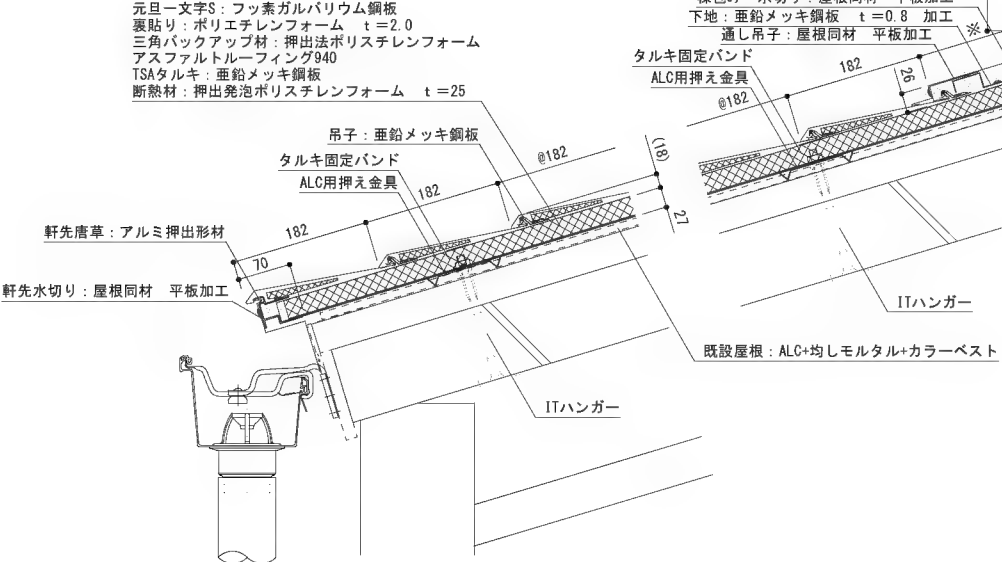 元旦一文字S：フッ素ガルバリウム鋼板
裏貼り：ポリエチレンフォーム　ｔ=2.0
三角バックアップ材：押出法ポリスチレンフォーム
アスファルトルーフィング940
TSAタルキ：亜鉛メッキ鋼板
断熱材：押出発泡ポリスチレンフォーム　ｔ=25
吊子：亜鉛メッキ鋼板
タルキ固定バンド
ALC用押え金具
@182
182
182
70
(18)
27
軒先唐草：アルミ押出形材
軒先水切り：屋根同材　平板加工
下地：亜鉛メッキ鋼板　ｔ=0.8　加工
通し吊子：屋根同材　平板加工
タルキ固定バンド
ALC用押え金具
182
@182
26
※
ITハンガー
既設屋根：ALC+均しモルタル+カラーベスト
ITハンガー